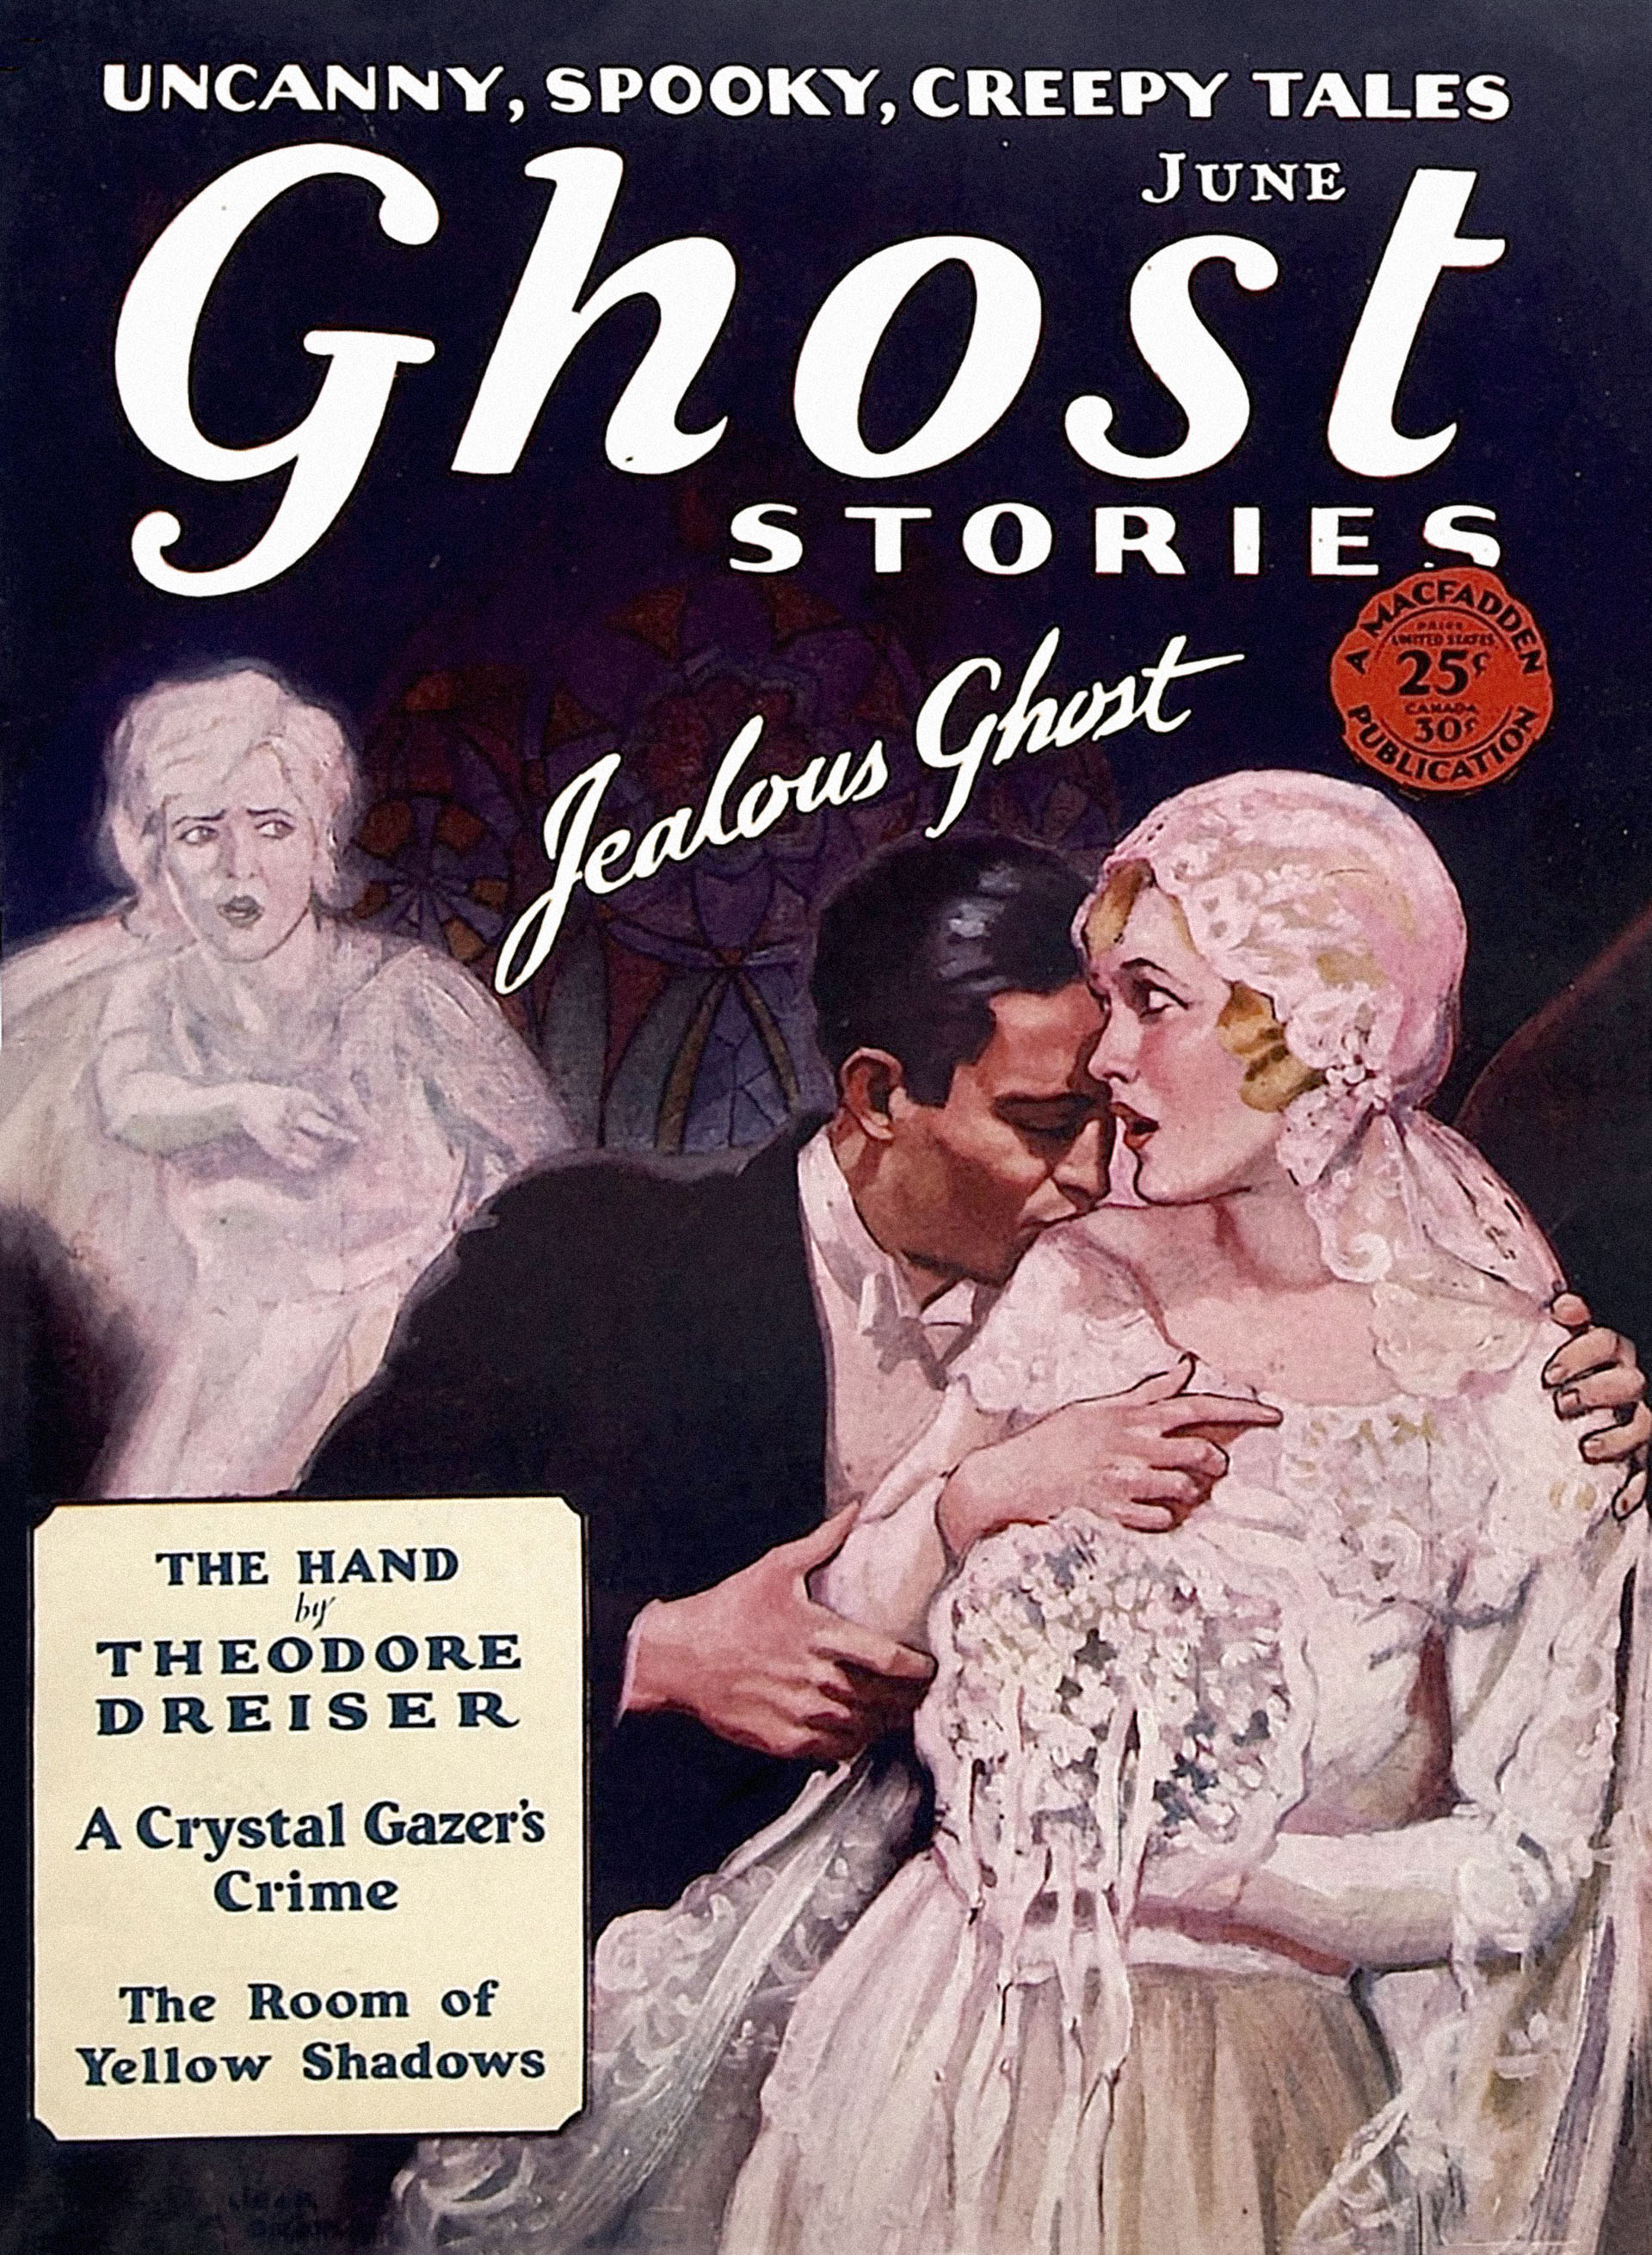 UNCANNY, SPOOKY, CREEPY TALES
JUNE
Ghost
STORIES
A MACFADDEN
PRICE
UNITED STATES
25¢
CANADA
30¢
PUBLICATION
Jealous Ghost
THE HAND
by
THEODORE
DREISER
A Crystal Gazer's
Crime
The Room of
Yellow Shadows